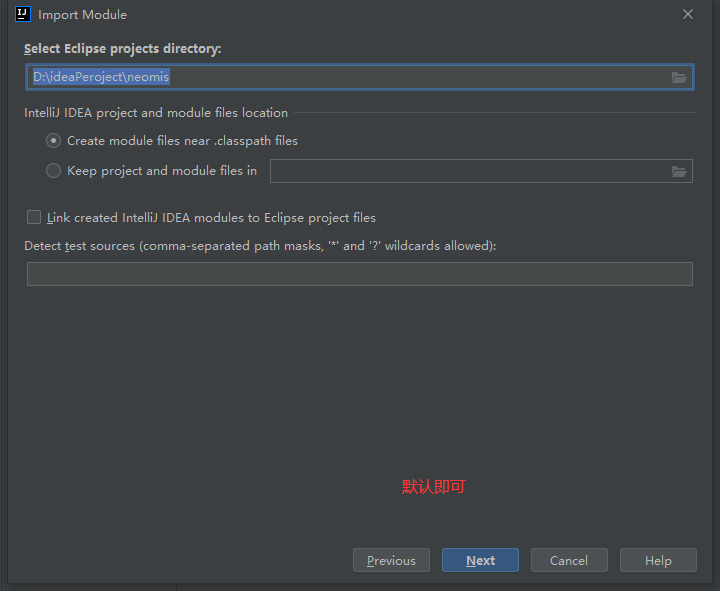 Import Module
Select Eclipse projects directory:
D:\ideaPeroject\neomis
IntelliJ IDEA project and module files location
Create module files near .classpath files
Keep project and module files in
Link created IntelliJ IDEA modules to Eclipse project files
Detect test sources (comma-separated path masks, '*' and '?' wildcards allowed):
默认即可
Previous Next Cancel Help